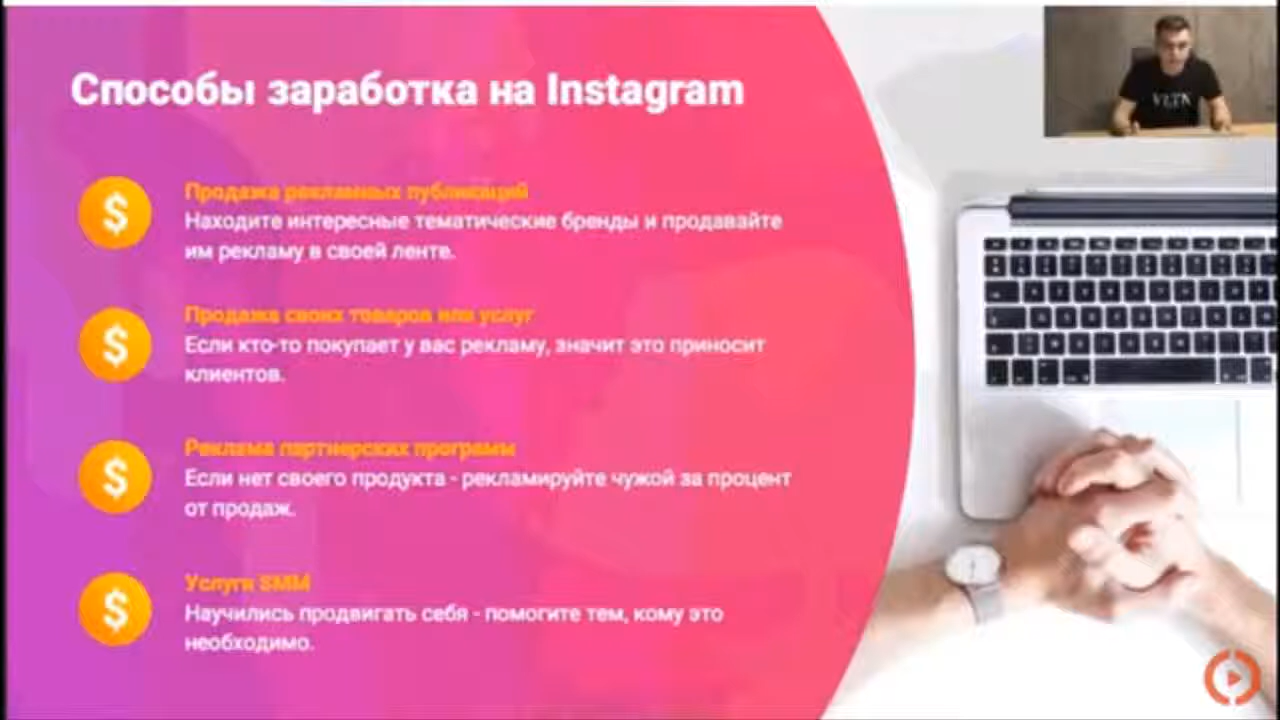 Способы заработка на Instagram
Продажа рекламных публикаций
Находите интересные тематические бренды и продавайте
им рекламу в своей ленте.
Продажа своих товаров или услуг
Если кто-то покупает у вас рекламу, значит это приносит
клиентов.
Реклама партнерских программ
Если нет своего продукта - рекламируйте чужой за процент
от продаж.
Услуги SMM
Научились продвигать себя - помогите тем, кому это
необходимо.